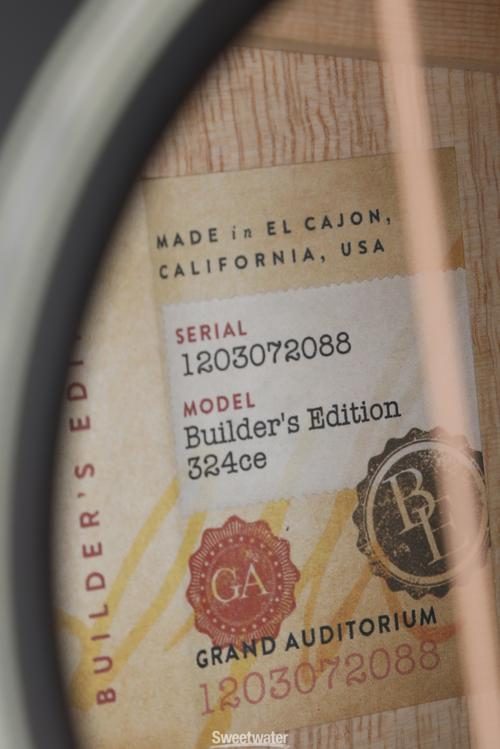 MADE in EL CAJON,
CALIFORNIA, USA
SERIAL
1203072088
MODEL
Builder's Edition
324ce
BE
GA
GRAND AUDITORIUM
1203072088
BUILDER'S
Sweetwater